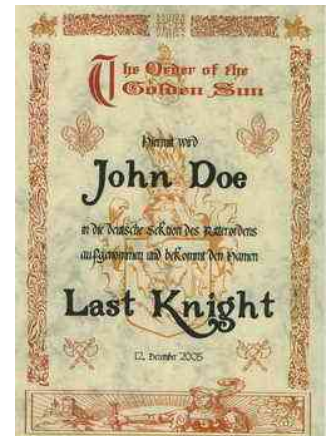 The Order of the
Golden Sun
Hiermit wird
John Doe
in die deutsche Sektion des Ritterordens
aufgenommen und bekommt den Namen
Last Knight
12. Dezember 2005